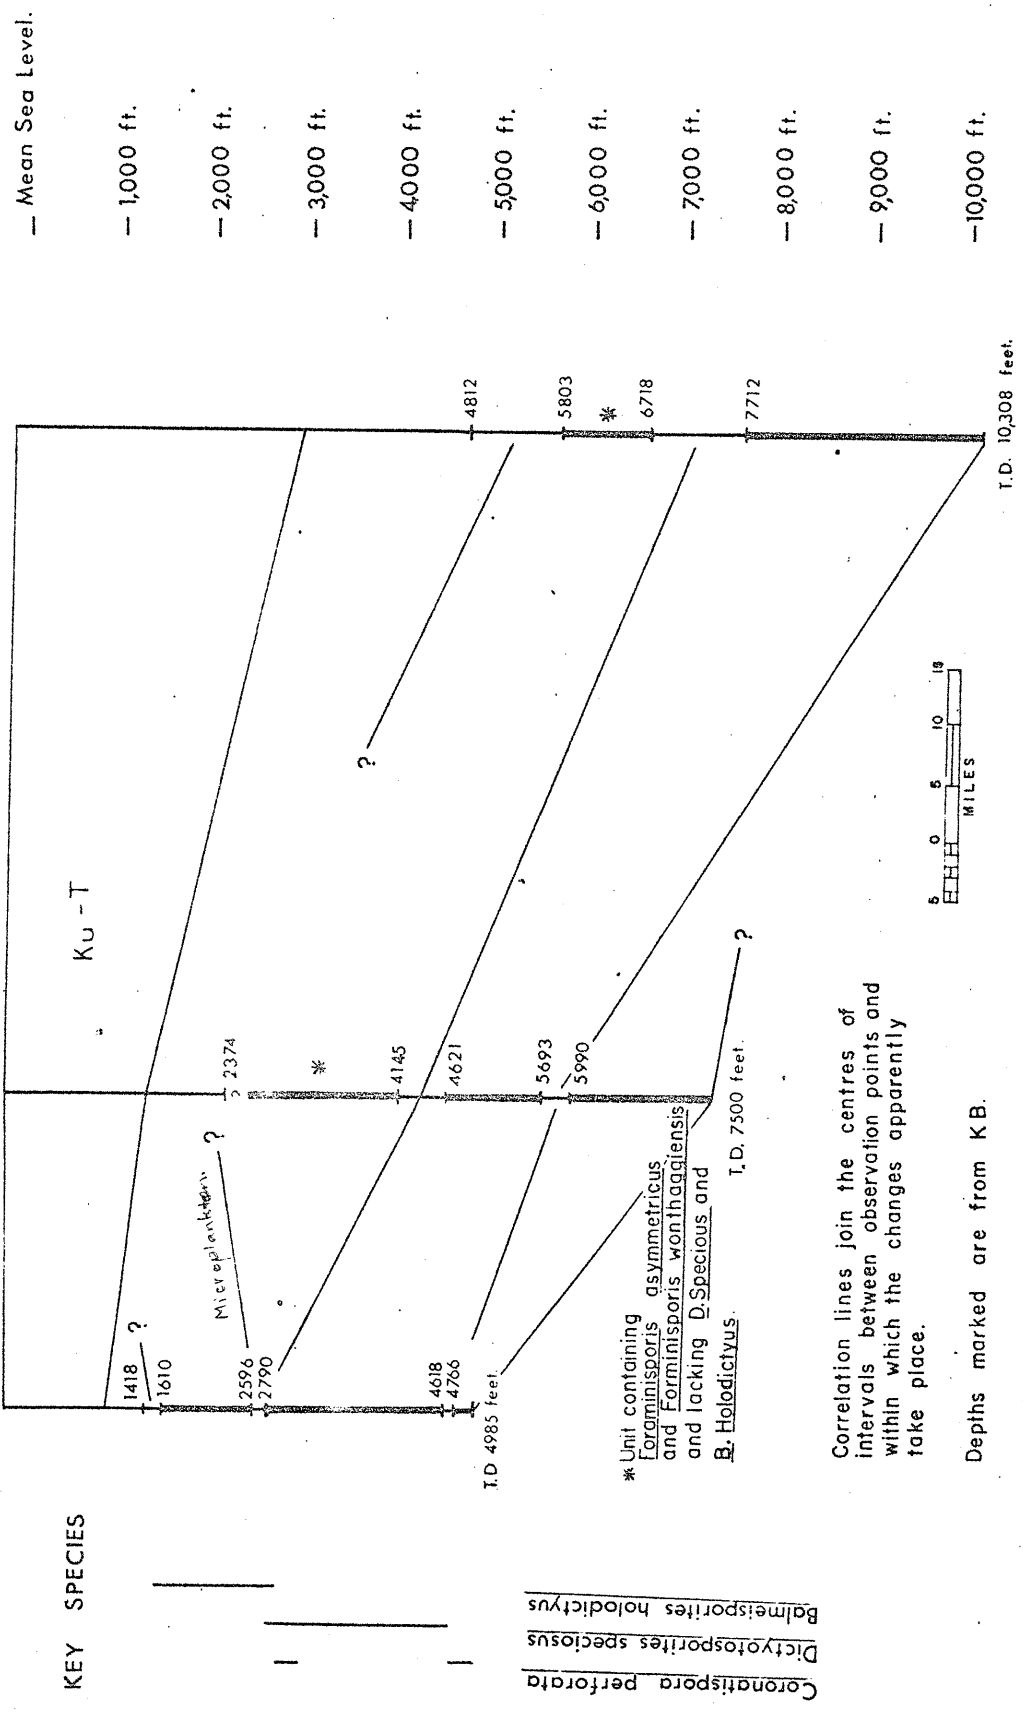 KEY SPECIES
Coronatispora perforata
Dictyotosporites speciosus
Balmeisporites holodictyus
1418
?
1610
2596
2790
4618
4766
T.D 4985 feet.
Microplankton
?
Ku - T
? 2374
*
4145
4621
5693
5990
T.D. 7500 feet.
?
?
4812
5803
*
6718
7712
T.D. 10,308 feet.
— Mean Sea Level.
— 1,000 ft.
— 2,000 ft.
— 3,000 ft.
— 4,000 ft.
— 5,000 ft.
— 6,000 ft.
— 7,000 ft.
— 8,000 ft.
— 9,000 ft.
—10,000 ft.
* Unit containing
Foraminisporis asymmetricus
and Forminisporis wonthaggiensis
and lacking D.Specious and
B. Holodictyus.
Correlation lines join the centres of
intervals between observation points and
within which the changes apparently
take place.
Depths marked are from KB.
5 0 5 10 15
MILES